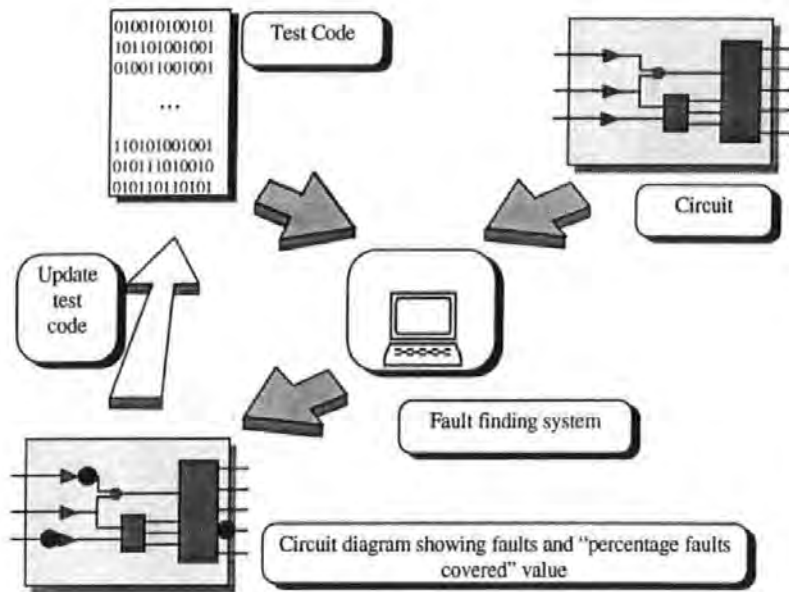 010010100101
101101001001
010011001001
...
110101001001
010111010010
010110110101
Test Code
Circuit
Update
test
code
Fault finding system
Circuit diagram showing faults and "percentage faults
covered" value